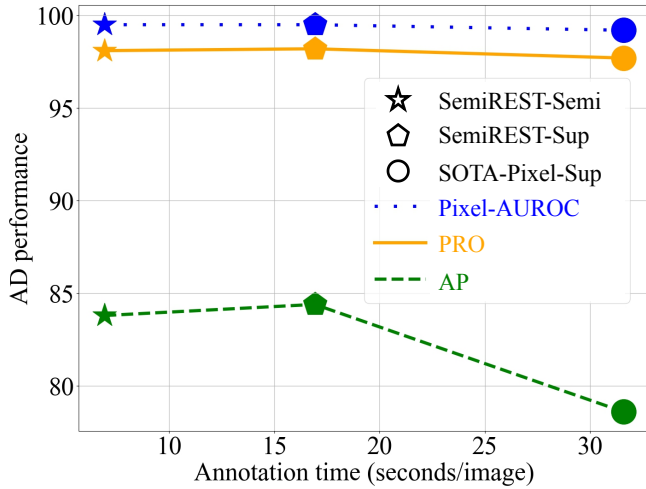 100
95
90
85
80
AD performance
SemiREST-Semi
SemiREST-Sup
SOTA-Pixel-Sup
Pixel-AUROC
PRO
AP
10 15 20 25 30
Annotation time (seconds/image)